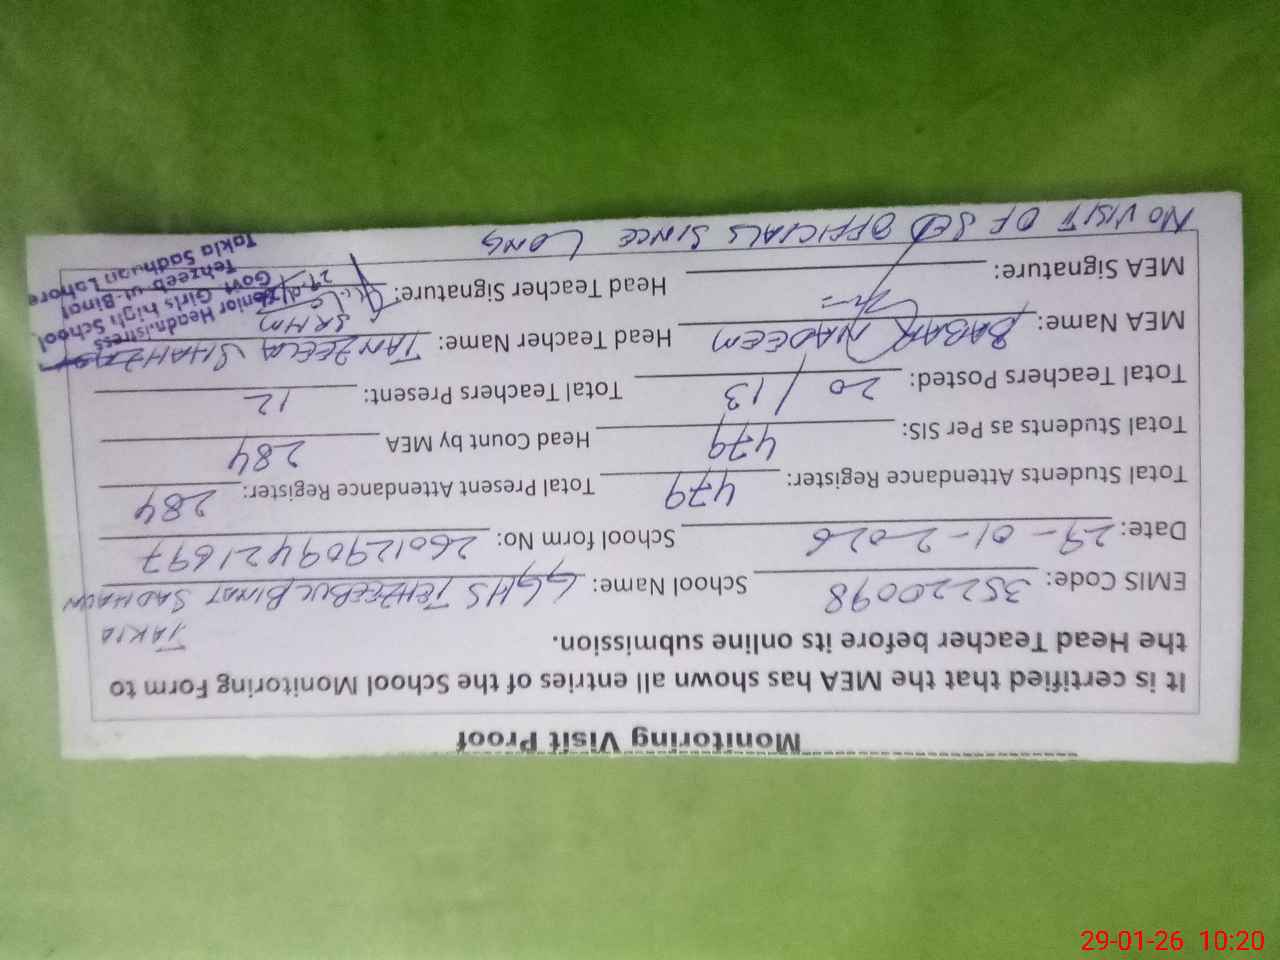 Monitoring Visit Proof
It is certified that the MEA has shown all entries of the School Monitoring Form to
the Head Teacher before its online submission.
TAKIA
EMIS Code: 35220098 School Name: GGHS TEHZEEBUL BINAT SADHAUN
Date: 29-01-2026 School form No: 26012909421697
Total Students Attendance Register: 479 Total Present Attendant Register: 284
Total Students as Per SIS: 479 Head Count by MEA 284
Total Teachers Posted: 20/13 Total Teachers Present: 12
MEA Name: BABAR NADEEM Head Teacher Name: TANZEELA SHAHZAD
SRHM
MEA Signature: Head Teacher Signature:
Senior Headmistress
Govt Girls high School
Tehzeeb-ul-Binat
Takia Sadhuan Lahore
NO VISIT OF SED OFFICIALS SINCE LONG
29-01-26 10:20